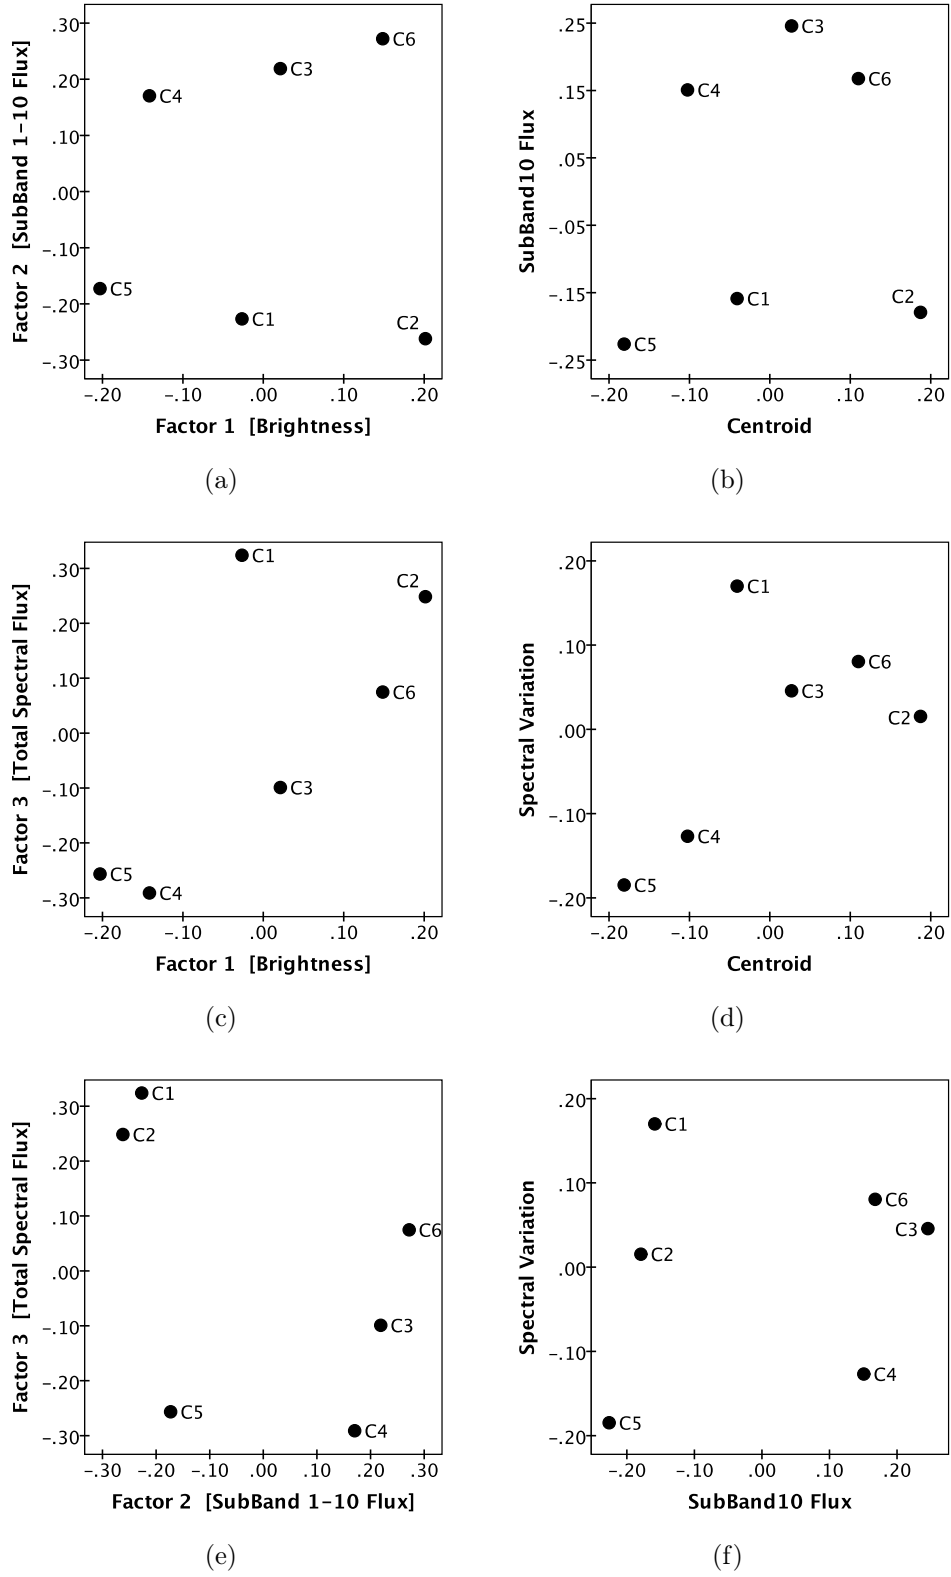 .30
.20
.10
.00
-.10
-.20
-.30
Factor 2 [SubBand 1-10 Flux]
C6
C3
C4
C5
C1
C2
-.20 -.10 .00 .10 .20
Factor 1 [Brightness]
(a)
.25
.15
.05
-.05
-.15
-.25
SubBand10 Flux
C3
C6
C4
C1
C2
C5
-.20 -.10 .00 .10 .20
Centroid
(b)
.30
.20
.10
.00
-.10
-.20
-.30
Factor 3 [Total Spectral Flux]
C1
C2
C6
C3
C5
C4
-.20 -.10 .00 .10 .20
Factor 1 [Brightness]
(c)
.20
.10
.00
-.10
-.20
Spectral Variation
C1
C6
C3
C2
C4
C5
-.20 -.10 .00 .10 .20
Centroid
(d)
.30
.20
.10
.00
-.10
-.20
-.30
Factor 3 [Total Spectral Flux]
C1
C2
C6
C3
C5
C4
-.30 -.20 -.10 .00 .10 .20 .30
Factor 2 [SubBand 1-10 Flux]
(e)
.20
.10
.00
-.10
-.20
Spectral Variation
C1
C6
C3
C2
C4
C5
-.20 -.10 .00 .10 .20
SubBand10 Flux
(f)